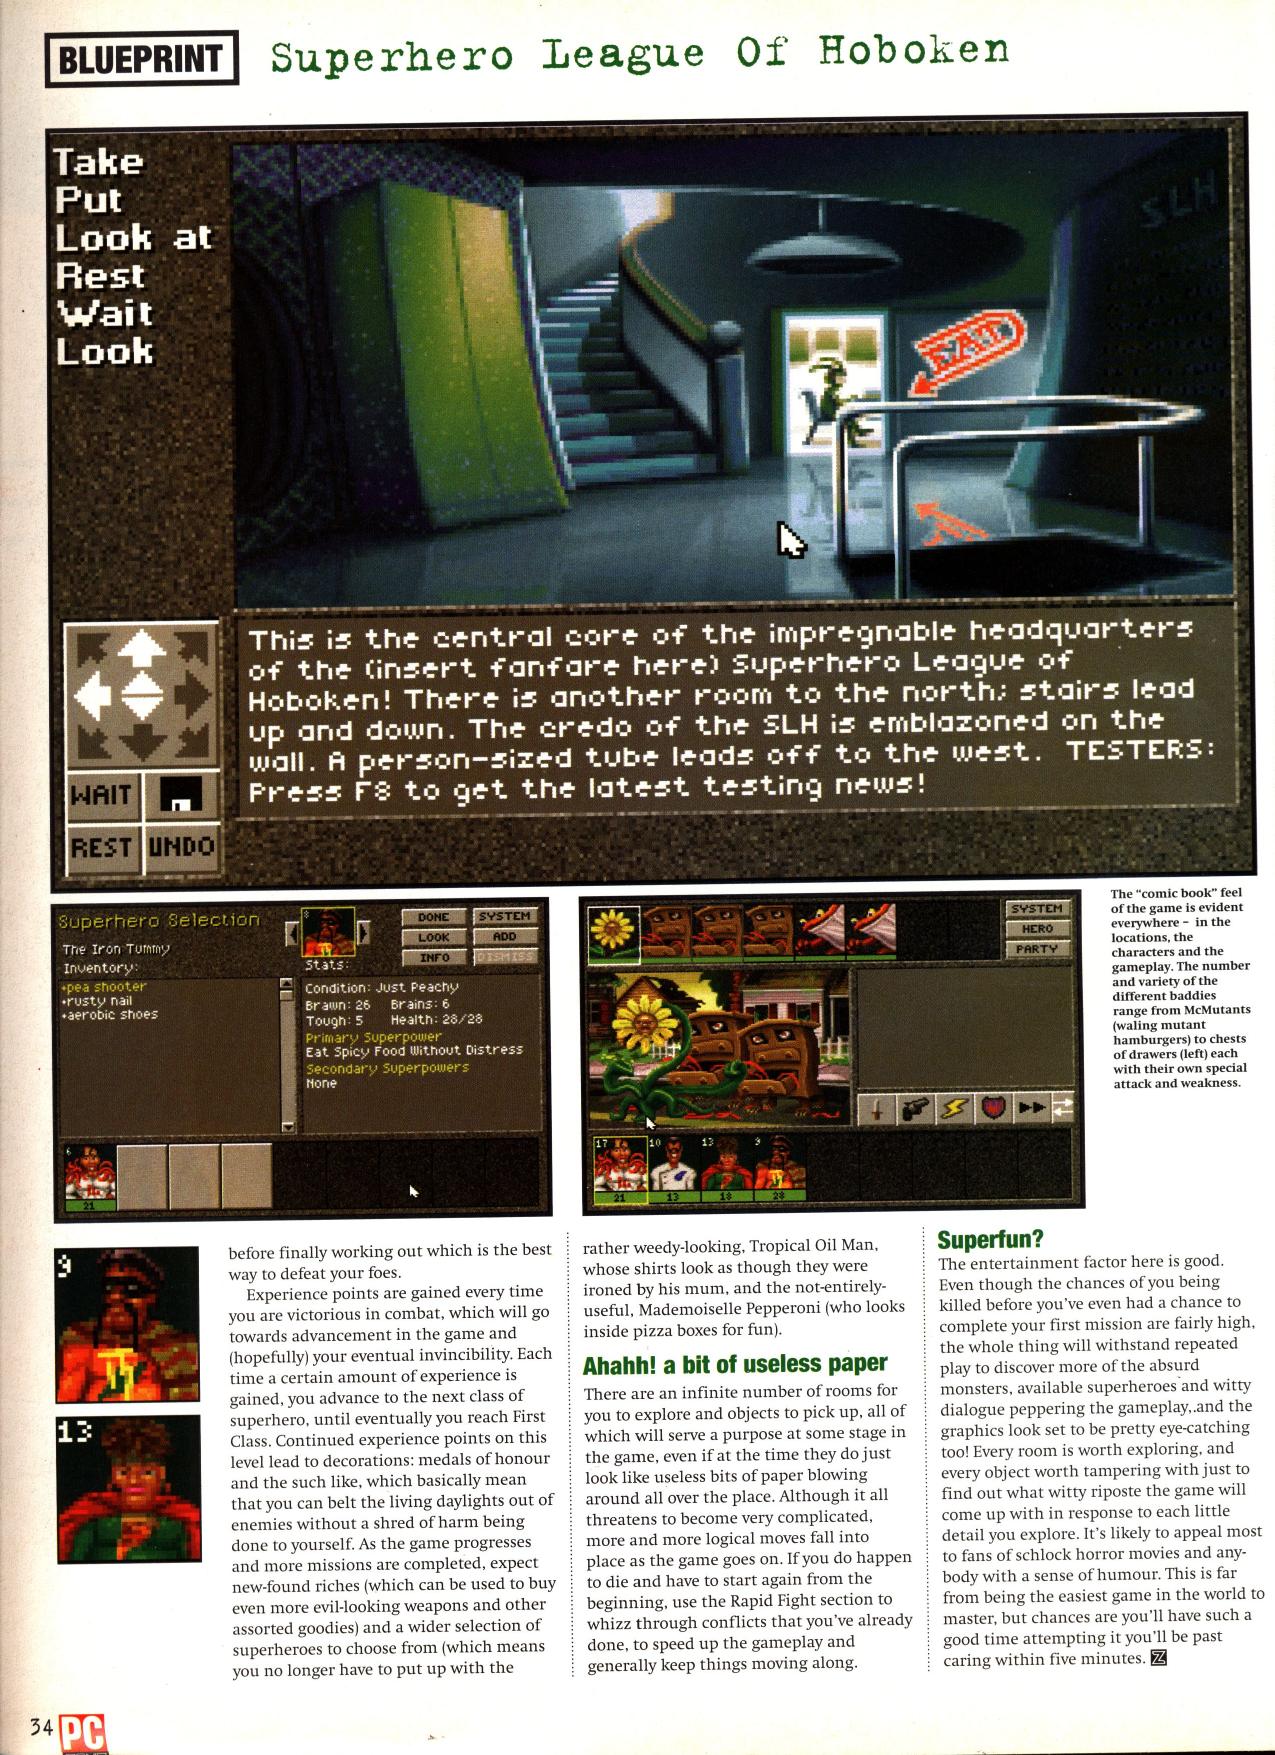 BLUEPRINT
Superhero League Of Hoboken
Take
Put
Look at
Rest
Wait
Look
SLH
EXIT
This is the central core of the impregnable headquarters
of the (insert fanfare here) Superhero League of
Hoboken! There is another room to the north; stairs lead
up and down. The credo of the SLH is emblazoned on the
wall. A person-sized tube leads off to the west. TESTERS:
Press F8 to get the latest testing news!
WAIT
REST UNDO
Superhero Selection
The Iron Tummy
Inventory:
•pea shooter
•rusty nail
•aerobic shoes
8
DONE SYSTEM
LOOK ADD
INFO DISMISS
Stats:
Condition: Just Peachy
Brawn: 26 Brains: 6
Tough: 5 Health: 28/28
Primary Superpower
Eat Spicy Food Without Distress
Secondary Superpowers
None
6
21
SYSTEM
HERO
PARTY
17 10 13 9
21 13 18 28
The “comic book” feel
of the game is evident
everywhere – in the
locations, the
characters and the
gameplay. The number
and variety of the
different baddies
range from McMutants
(waling mutant
hamburgers) to chests
of drawers (left) each
with their own special
attack and weakness.
9
13
before finally working out which is the best
way to defeat your foes.
Experience points are gained every time
you are victorious in combat, which will go
towards advancement in the game and
(hopefully) your eventual invincibility. Each
time a certain amount of experience is
gained, you advance to the next class of
superhero, until eventually you reach First
Class. Continued experience points on this
level lead to decorations: medals of honour
and the such like, which basically mean
that you can belt the living daylights out of
enemies without a shred of harm being
done to yourself. As the game progresses
and more missions are completed, expect
new-found riches (which can be used to buy
even more evil-looking weapons and other
assorted goodies) and a wider selection of
superheroes to choose from (which means
you no longer have to put up with the
rather weedy-looking, Tropical Oil Man,
whose shirts look as though they were
ironed by his mum, and the not-entirely-
useful, Mademoiselle Pepperoni (who looks
inside pizza boxes for fun).
Ahahh! a bit of useless paper
There are an infinite number of rooms for
you to explore and objects to pick up, all of
which will serve a purpose at some stage in
the game, even if at the time they do just
look like useless bits of paper blowing
around all over the place. Although it all
threatens to become very complicated,
more and more logical moves fall into
place as the game goes on. If you do happen
to die and have to start again from the
beginning, use the Rapid Fight section to
whizz through conflicts that you’ve already
done, to speed up the gameplay and
generally keep things moving along.
Superfun?
The entertainment factor here is good.
Even though the chances of you being
killed before you’ve even had a chance to
complete your first mission are fairly high,
the whole thing will withstand repeated
play to discover more of the absurd
monsters, available superheroes and witty
dialogue peppering the gameplay,.and the
graphics look set to be pretty eye-catching
too! Every room is worth exploring, and
every object worth tampering with just to
find out what witty riposte the game will
come up with in response to each little
detail you explore. It’s likely to appeal most
to fans of schlock horror movies and any-
body with a sense of humour. This is far
from being the easiest game in the world to
master, but chances are you’ll have such a
good time attempting it you’ll be past
caring within five minutes. Z
34 PC